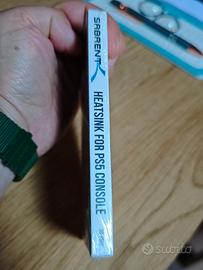 SABRENT
HEATSINK FOR PS5 CONSOLE
subito